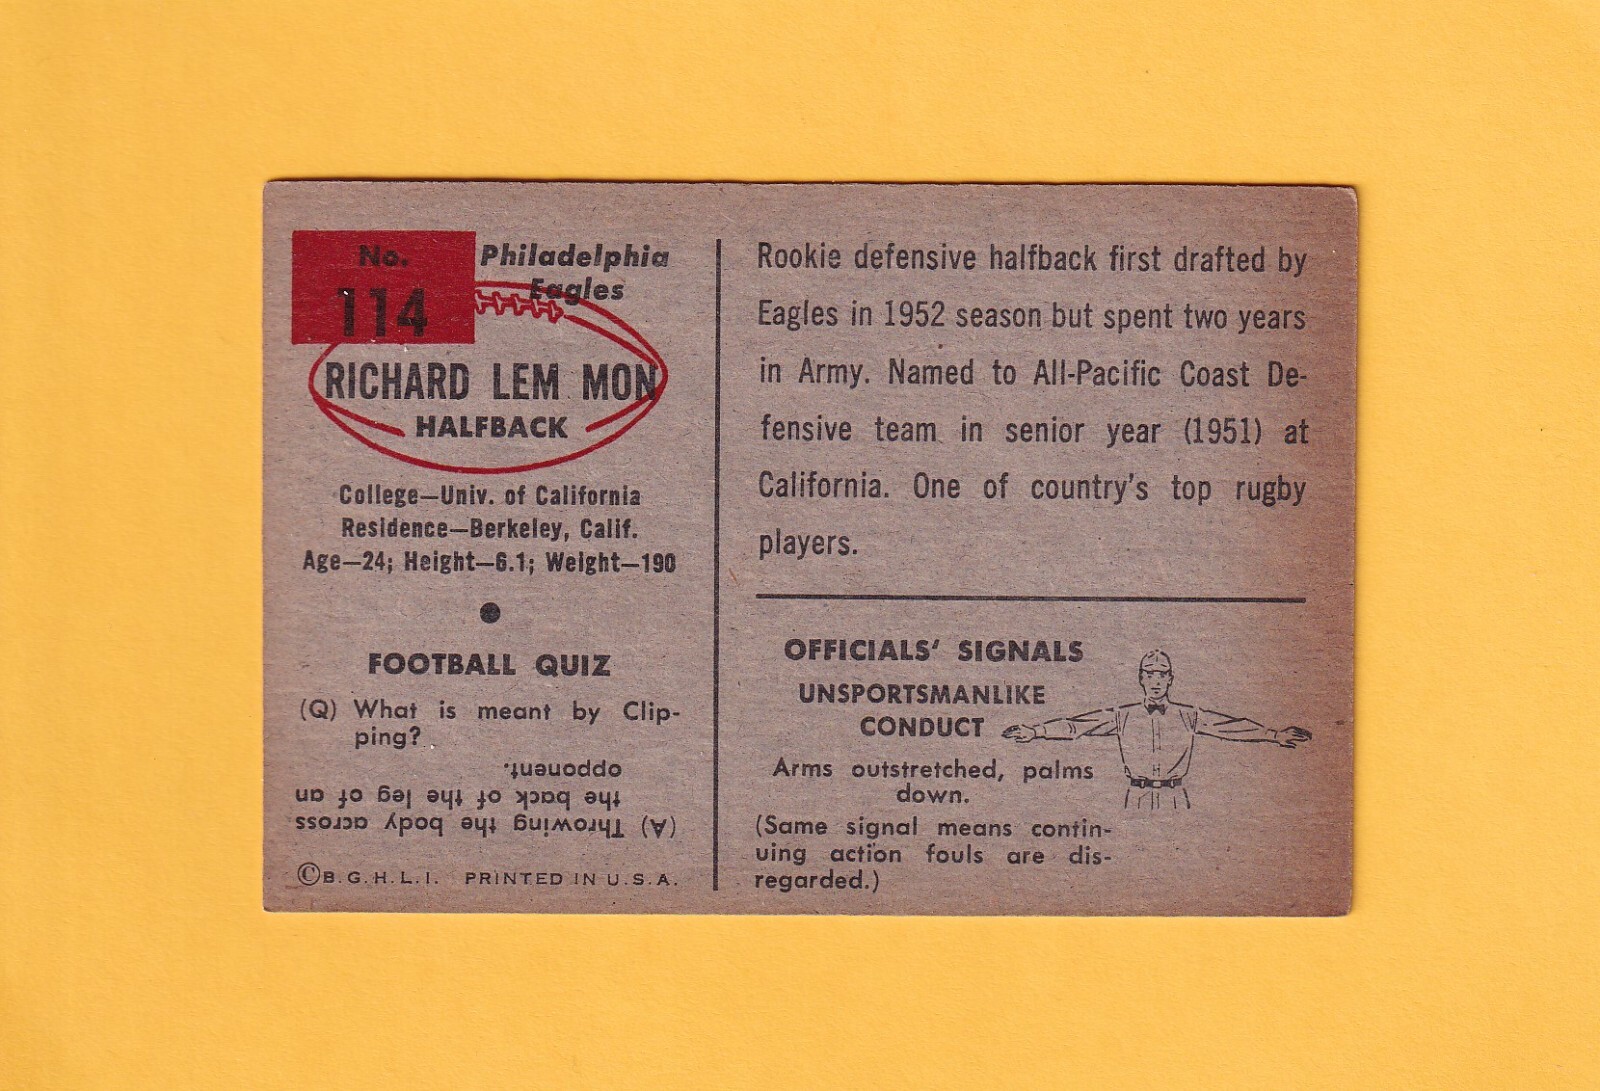 No.
114
Philadelphia
Eagles
RICHARD LEM MON
HALFBACK
College—Univ. of California
Residence—Berkeley, Calif.
Age—24; Height—6.1; Weight—190
FOOTBALL QUIZ
(Q) What is meant by Clip-
ping?
(A) Throwing the body across
the back of the leg of an
opponent.
©B.G.H.L.I. PRINTED IN U.S.A.
Rookie defensive halfback first drafted by
Eagles in 1952 season but spent two years
in Army. Named to All-Pacific Coast De-
fensive team in senior year (1951) at
California. One of country's top rugby
players.
OFFICIALS' SIGNALS
UNSPORTSMANLIKE
CONDUCT
Arms outstretched, palms
down.
(Same signal means contin-
uing action fouls are dis-
regarded.)